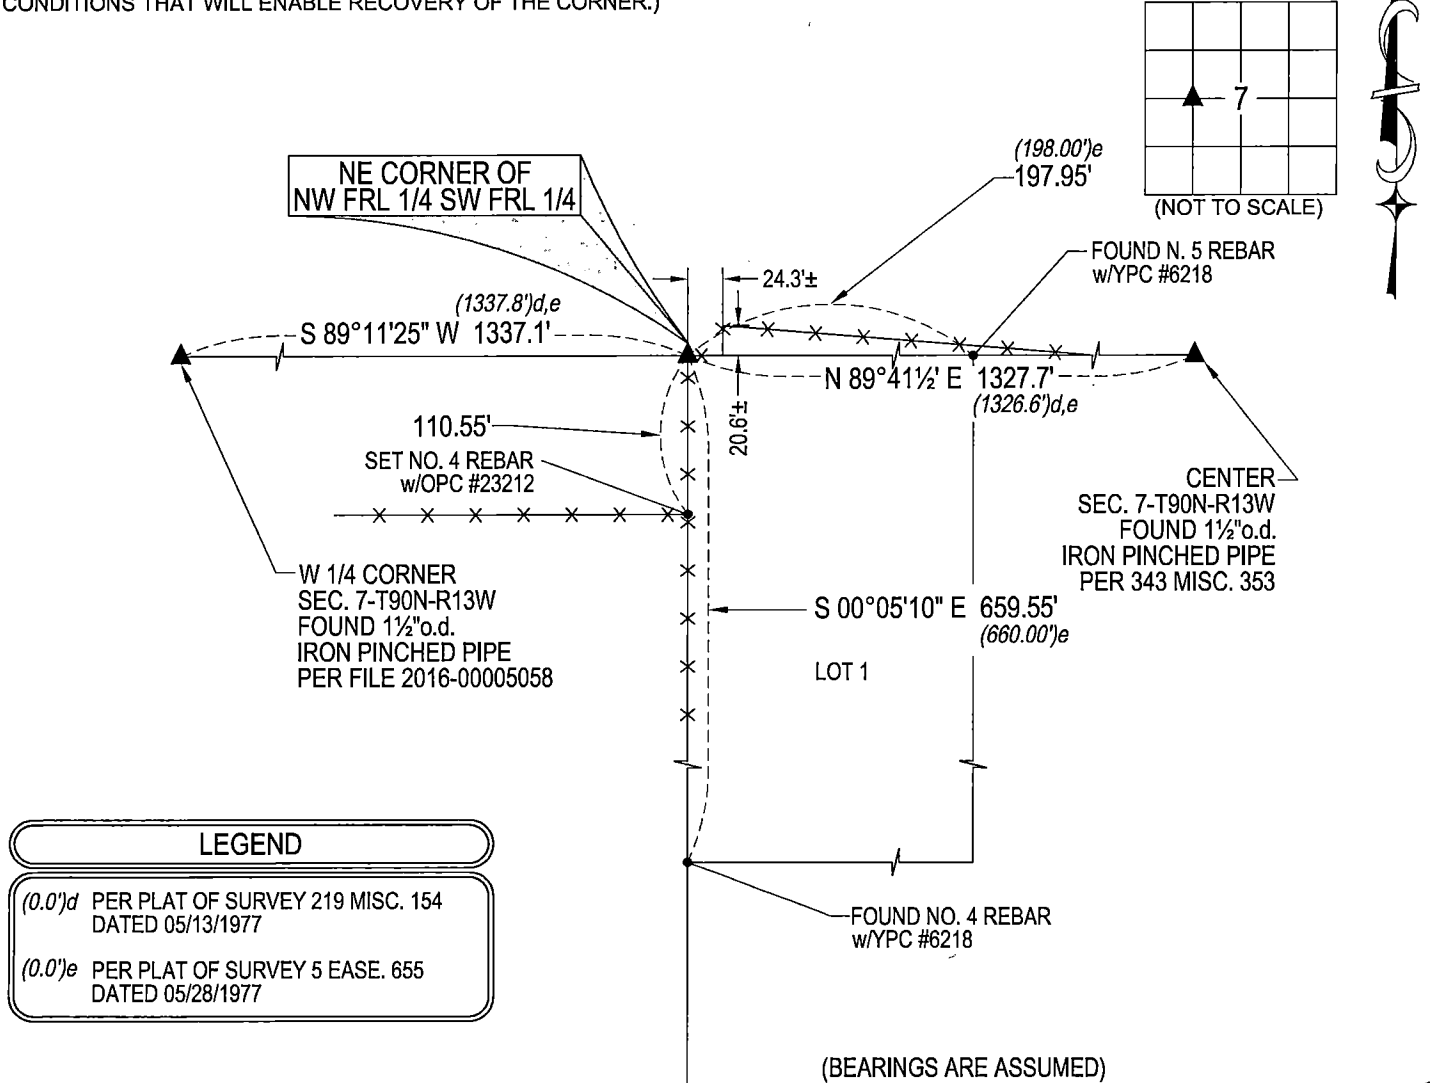 CONDITIONS THAT WILL ENABLE RECOVERY OF THE CORNER.)
7
(NOT TO SCALE)
NE CORNER OF
NW FRL 1/4 SW FRL 1/4
(198.00')e
197.95'
FOUND N. 5 REBAR
w/YPC #6218
24.3'±
(1337.8')d,e
S 89°11'25" W 1337.1'
N 89°41½' E 1327.7'
(1326.6')d,e
20.6'±
110.55'
SET NO. 4 REBAR
w/OPC #23212
CENTER
SEC. 7-T90N-R13W
FOUND 1½"o.d.
IRON PINCHED PIPE
PER 343 MISC. 353
W 1/4 CORNER
SEC. 7-T90N-R13W
FOUND 1½"o.d.
IRON PINCHED PIPE
PER FILE 2016-00005058
S 00°05'10" E 659.55'
(660.00')e
LOT 1
LEGEND
(0.0')d PER PLAT OF SURVEY 219 MISC. 154
DATED 05/13/1977
(0.0')e PER PLAT OF SURVEY 5 EASE. 655
DATED 05/28/1977
FOUND NO. 4 REBAR
w/YPC #6218
(BEARINGS ARE ASSUMED)